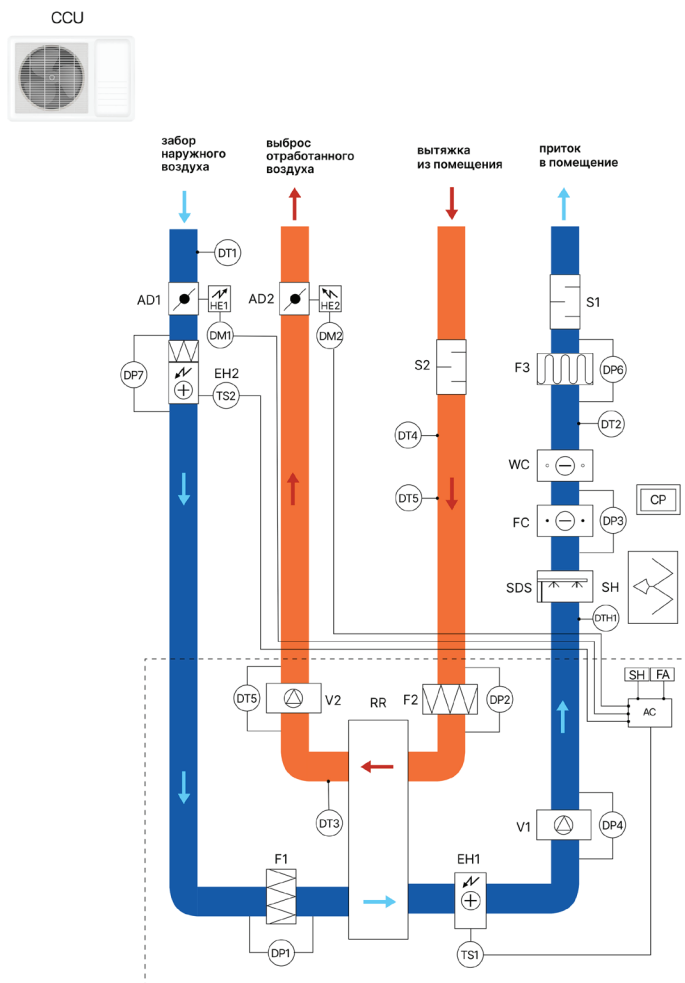 CCU
забор
наружного
воздуха
выброс
отработанного
воздуха
вытяжка
из помещения
приток
в помещение
DT1
AD1
HE1
AD2
HE2
S1
DM1
DM2
DP7
EH2
TS2
S2
F3
DP6
DT4
DT2
WC
DT5
CP
FC
DP3
SDS
SH
DTH1
SH
FA
DT5
V2
RR
F2
DP2
AC
DT3
V1
DP4
F1
EH1
DP1
TS1